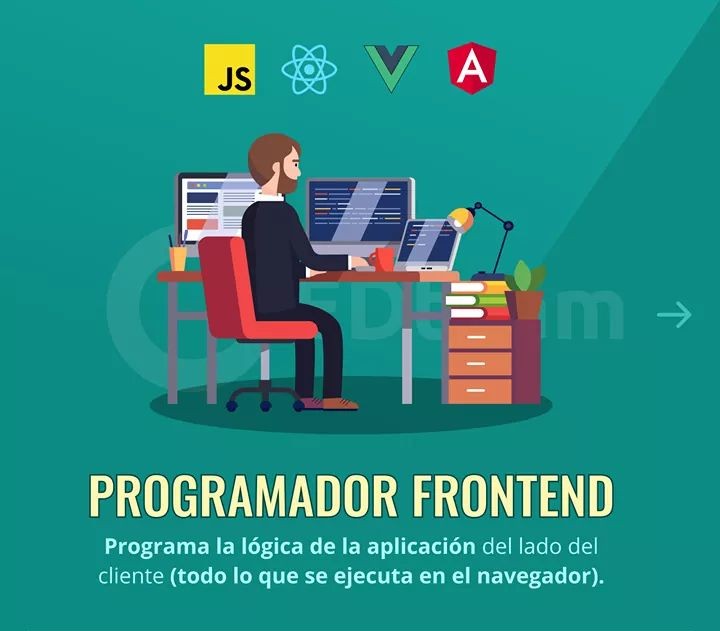 JS
A
PROGRAMADOR FRONTEND
Programa la lógica de la aplicación del lado del
cliente (todo lo que se ejecuta en el navegador).